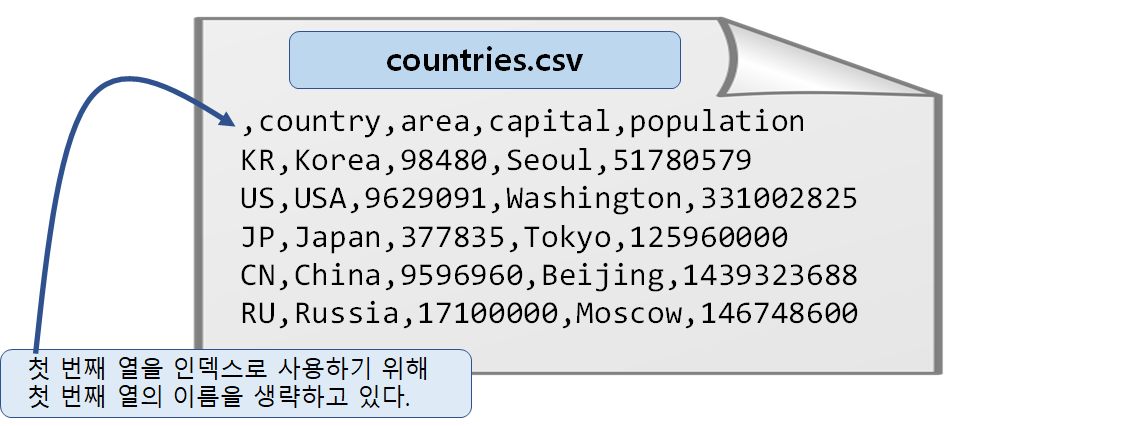 countries.csv
,country,area,capital,population
KR,Korea,98480,Seoul,51780579
US,USA,9629091,Washington,331002825
JP,Japan,377835,Tokyo,125960000
CN,China,9596960,Beijing,1439323688
RU,Russia,17100000,Moscow,146748600
첫 번째 열을 인덱스로 사용하기 위해
첫 번째 열의 이름을 생략하고 있다.